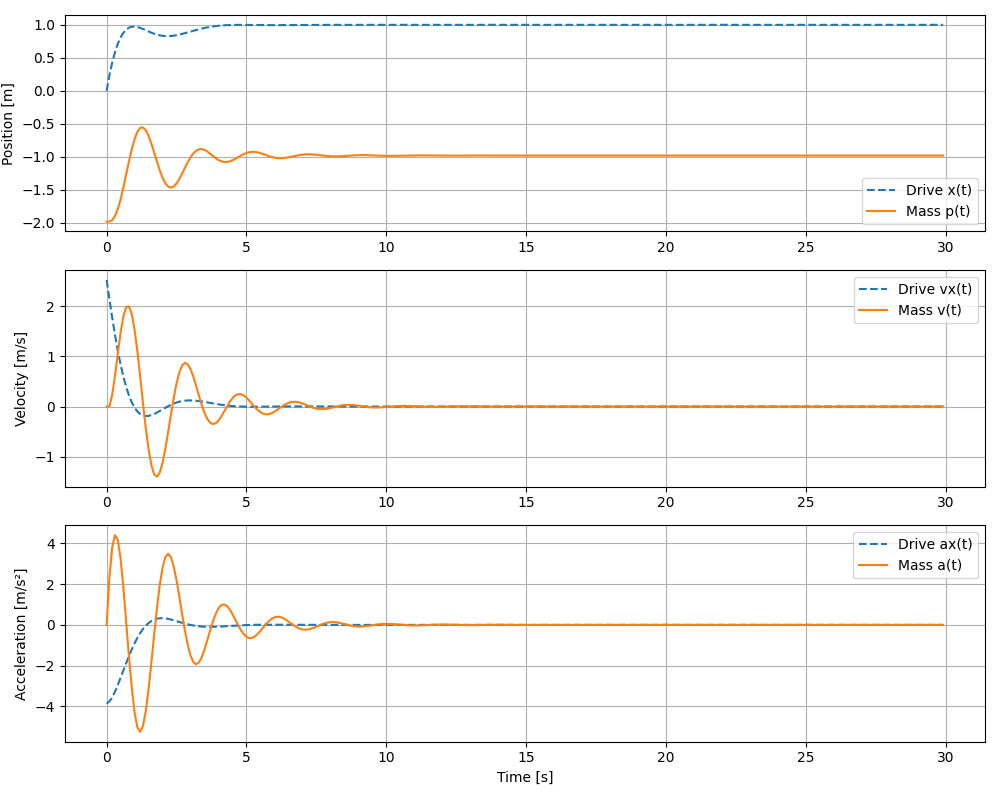 Position [m]
1.0
0.5
0.0
−0.5
−1.0
−1.5
−2.0
Drive x(t)
Mass p(t)
0 5 10 15 20 25 30
Velocity [m/s]
2
1
0
−1
Drive vx(t)
Mass v(t)
0 5 10 15 20 25 30
Acceleration [m/s²]
4
2
0
−2
−4
Drive ax(t)
Mass a(t)
0 5 10 15 20 25 30
Time [s]